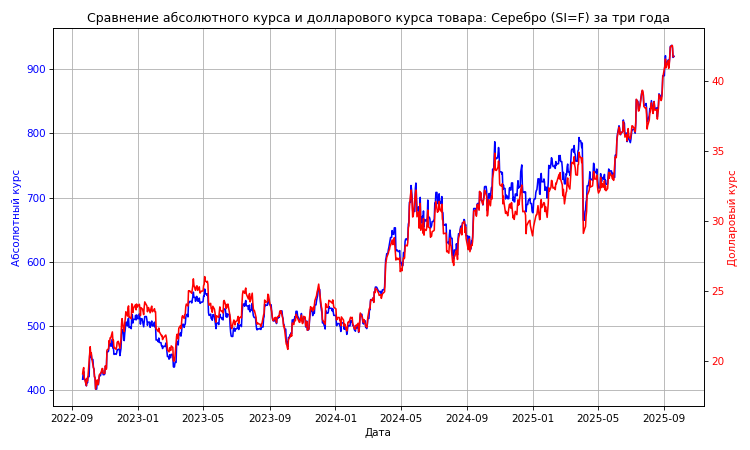 Сравнение абсолютного курса и долларового курса товара: Серебро (SI=F) за три года
Абсолютный курс
900
800
700
600
500
400
40
35
30
25
20
Долларовый курс
2022-09 2023-01 2023-05 2023-09 2024-01 2024-05 2024-09 2025-01 2025-05 2025-09
Дата